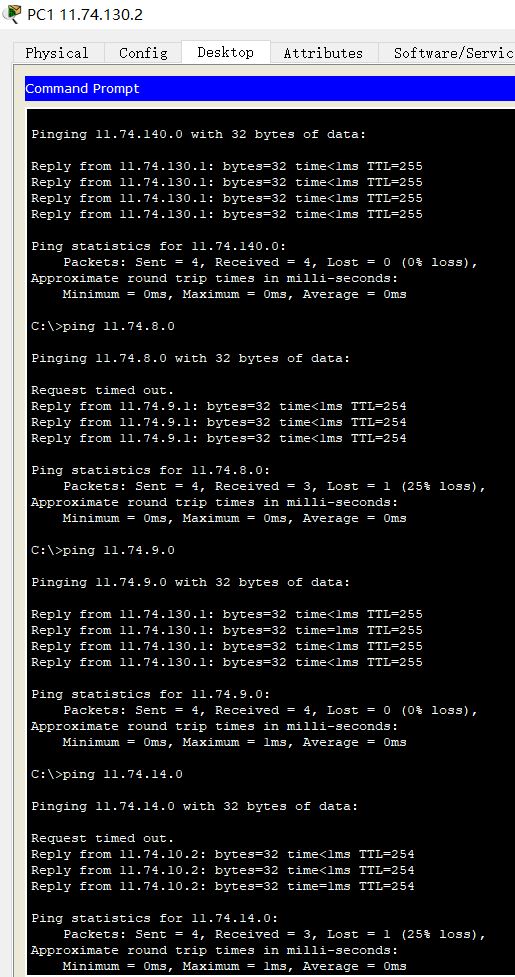 PC1 11.74.130.2
Physical Config Desktop Attributes Software/Servic
Command Prompt
Pinging 11.74.140.0 with 32 bytes of data:
Reply from 11.74.130.1: bytes=32 time<1ms TTL=255
Reply from 11.74.130.1: bytes=32 time<1ms TTL=255
Reply from 11.74.130.1: bytes=32 time<1ms TTL=255
Reply from 11.74.130.1: bytes=32 time<1ms TTL=255
Ping statistics for 11.74.140.0:
Packets: Sent = 4, Received = 4, Lost = 0 (0% loss),
Approximate round trip times in milli-seconds:
Minimum = 0ms, Maximum = 0ms, Average = 0ms
C:\>ping 11.74.8.0
Pinging 11.74.8.0 with 32 bytes of data:
Request timed out.
Reply from 11.74.9.1: bytes=32 time<1ms TTL=254
Reply from 11.74.9.1: bytes=32 time<1ms TTL=254
Reply from 11.74.9.1: bytes=32 time<1ms TTL=254
Ping statistics for 11.74.8.0:
Packets: Sent = 4, Received = 3, Lost = 1 (25% loss),
Approximate round trip times in milli-seconds:
Minimum = 0ms, Maximum = 0ms, Average = 0ms
C:\>ping 11.74.9.0
Pinging 11.74.9.0 with 32 bytes of data:
Reply from 11.74.130.1: bytes=32 time<1ms TTL=255
Reply from 11.74.130.1: bytes=32 time=1ms TTL=255
Reply from 11.74.130.1: bytes=32 time<1ms TTL=255
Reply from 11.74.130.1: bytes=32 time<1ms TTL=255
Ping statistics for 11.74.9.0:
Packets: Sent = 4, Received = 4, Lost = 0 (0% loss),
Approximate round trip times in milli-seconds:
Minimum = 0ms, Maximum = 1ms, Average = 0ms
C:\>ping 11.74.14.0
Pinging 11.74.14.0 with 32 bytes of data:
Request timed out.
Reply from 11.74.10.2: bytes=32 time<1ms TTL=254
Reply from 11.74.10.2: bytes=32 time<1ms TTL=254
Reply from 11.74.10.2: bytes=32 time=1ms TTL=254
Ping statistics for 11.74.14.0:
Packets: Sent = 4, Received = 3, Lost = 1 (25% loss),
Approximate round trip times in milli-seconds:
Minimum = 0ms, Maximum = 1ms, Average = 0ms